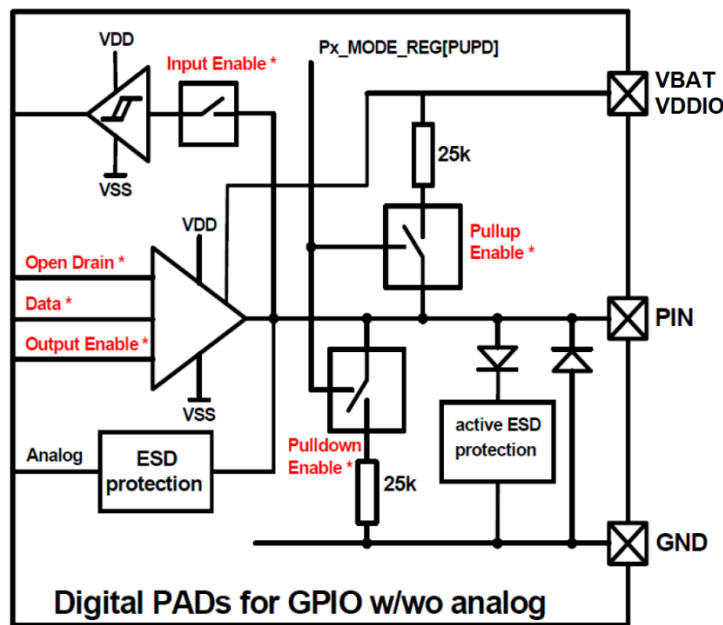 VDD
Input Enable *
Px_MODE_REG[PUPD]
VBAT
VDDIO
25k
VSS
VDD
Pullup
Enable *
Open Drain *
Data *
PIN
Output Enable *
VSS
Analog
ESD
protection
Pulldown
Enable *
active ESD
protection
25k
GND
Digital PADs for GPIO w/wo analog